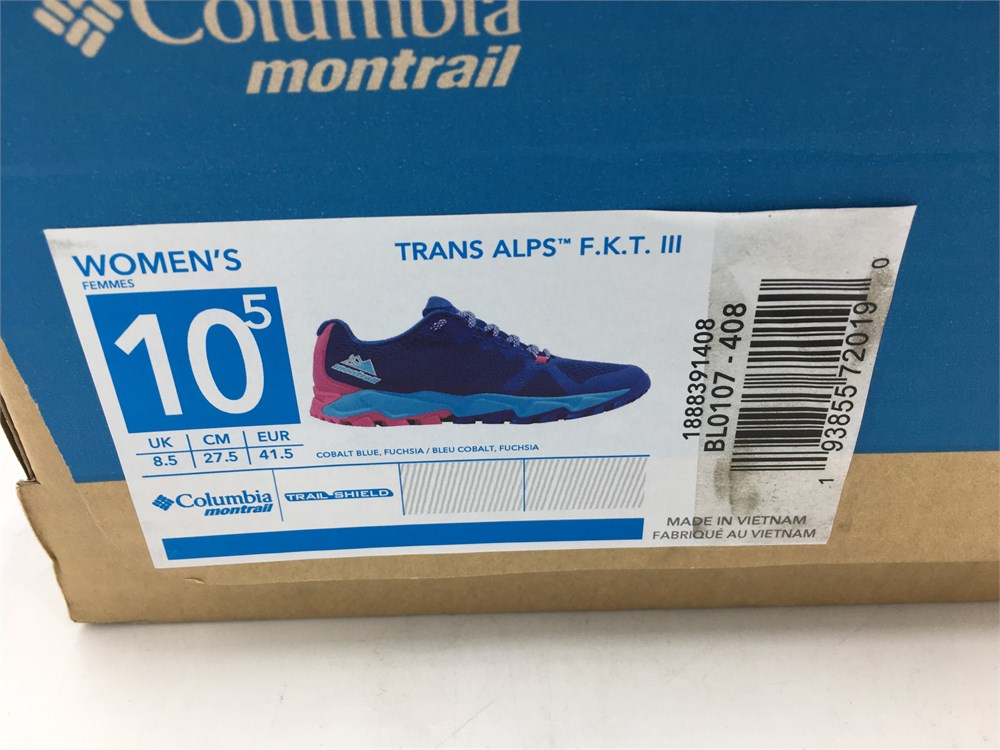 Columbia
montrail
WOMEN'S
FEMMES
TRANS ALPS™ F.K.T. III
10⁵
UK CM EUR
8.5 27.5 41.5
COBALT BLUE, FUCHSIA / BLEU COBALT, FUCHSIA
Columbia
montrail
TRAIL-SHIELD
1888391408
BL0107 - 408
1 93855 72019 0
MADE IN VIETNAM
FABRIQUÉ AU VIETNAM